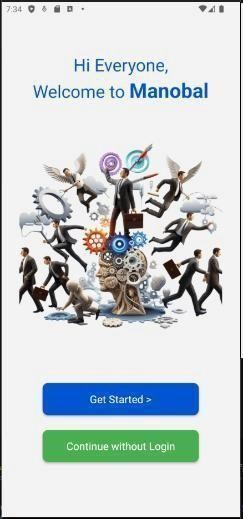 7:34
Hi Everyone,
Welcome to Manobal
Get Started >
Continue without Login